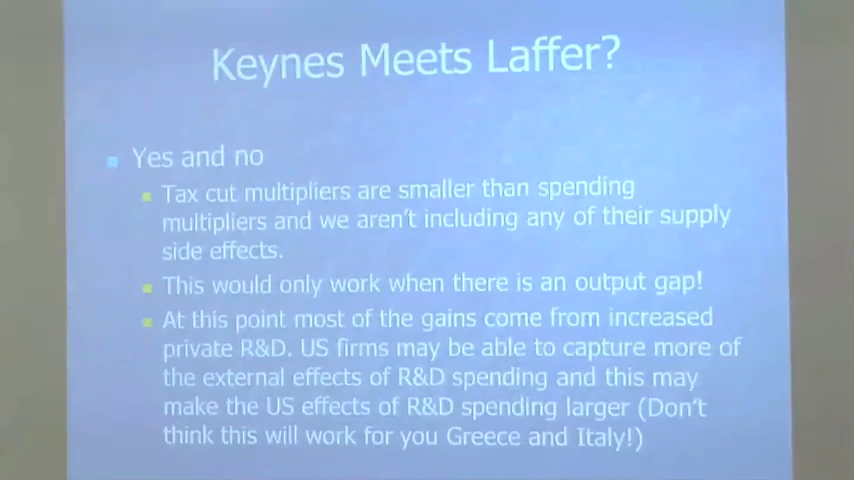 Keynes Meets Laffer?
Yes and no
Tax cut multipliers are smaller than spending
multipliers and we aren't including any of their supply
side effects.
This would only work when there is an output gap!
At this point most of the gains come from increased
private R&D. US firms may be able to capture more of
the external effects of R&D spending and this may
make the US effects of R&D spending larger (Don't
think this will work for you Greece and Italy!)